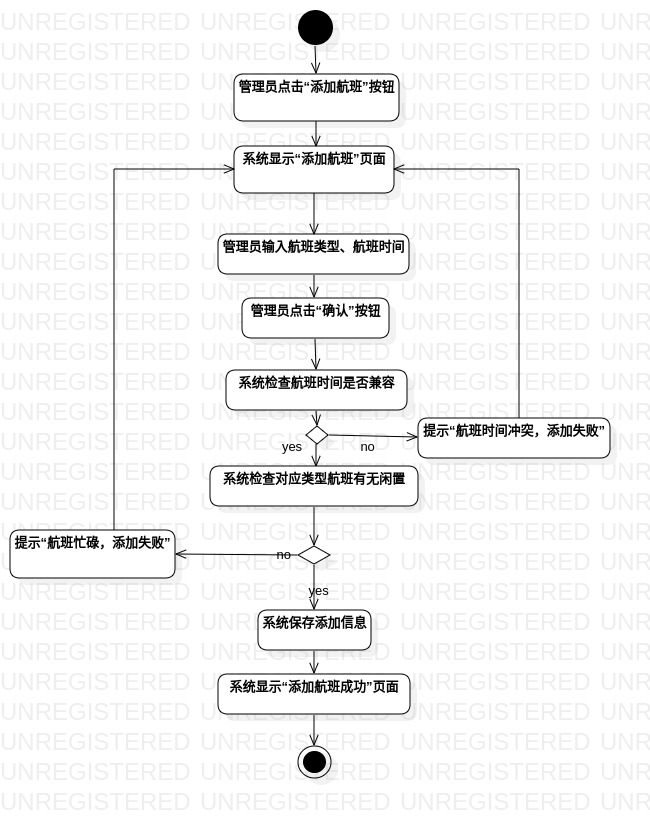 管理员点击“添加航班”按钮
系统显示“添加航班”页面
管理员输入航班类型、航班时间
管理员点击“确认”按钮
系统检查航班时间是否兼容
提示“航班时间冲突，添加失败”
yes
no
系统检查对应类型航班有无闲置
提示“航班忙碌，添加失败”
no
yes
系统保存添加信息
系统显示“添加航班成功”页面
UNREGISTERED